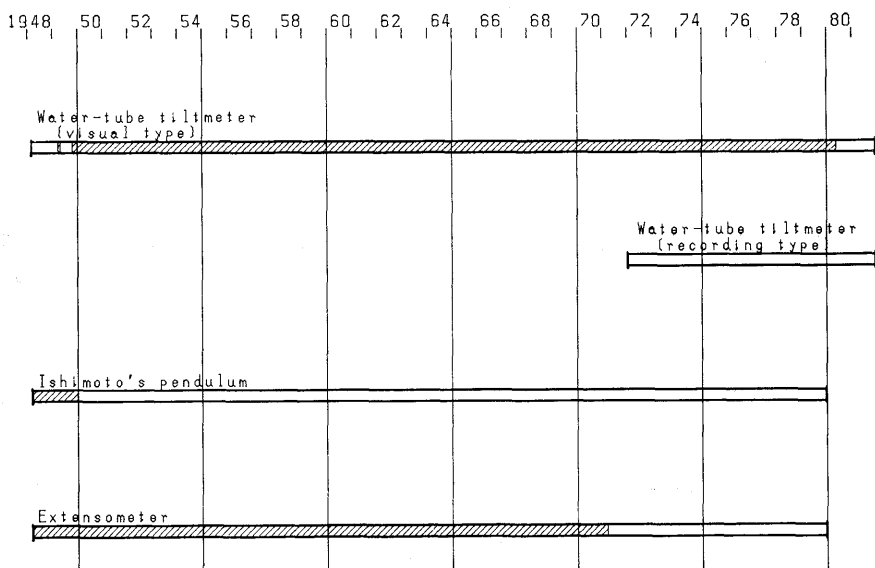 1948 50 52 54 56 58 60 62 64 66 68 70 72 74 76 78 80
Water-tube tiltmeter
(visual type)
Water-tube tiltmeter
(recording type)
Ishimoto's pendulum
Extensometer